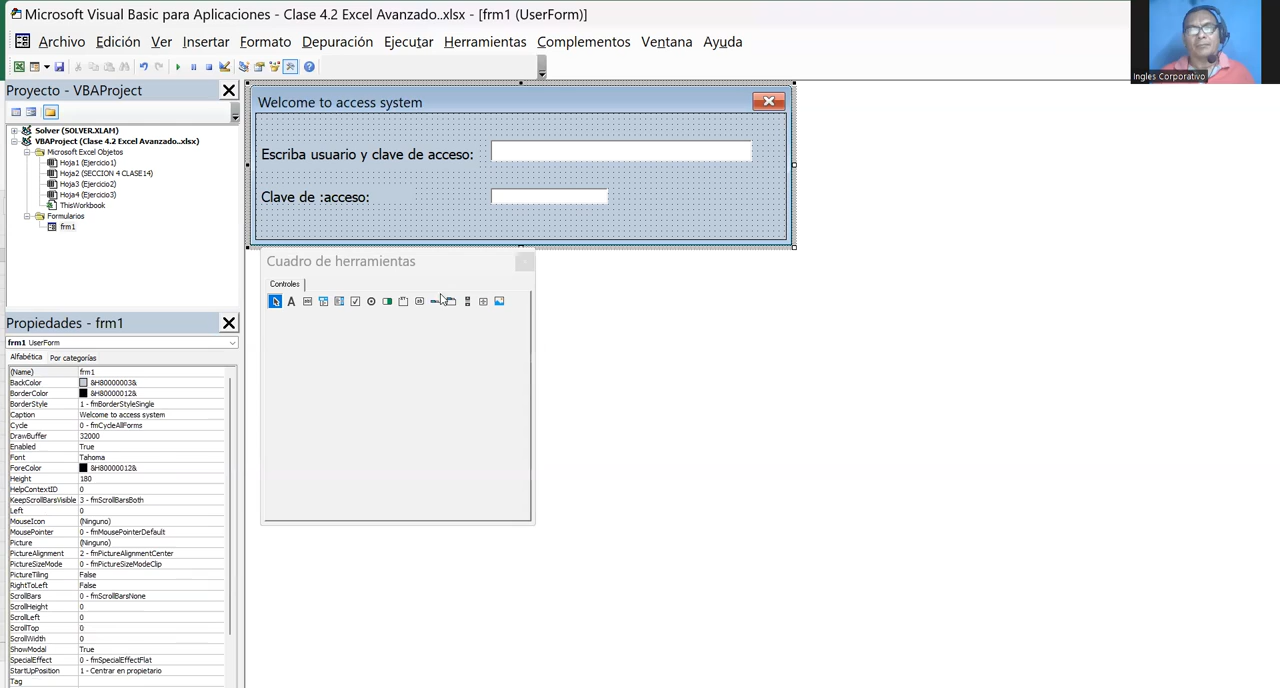 Microsoft Visual Basic para Aplicaciones - Clase 4.2 Excel Avanzado..xlsx - [frm1 (UserForm)]
Archivo Edición Ver Insertar Formato Depuración Ejecutar Herramientas Complementos Ventana Ayuda
Ingles Corporativo
Proyecto - VBAProject
Solver (SOLVER.XLAM)
VBAProject (Clase 4.2 Excel Avanzado..xlsx)
Microsoft Excel Objetos
Hoja1 (Ejercicio1)
Hoja2 (SECCION 4 CLASE14)
Hoja3 (Ejercicio2)
Hoja4 (Ejercicio3)
ThisWorkbook
Formularios
frm1
Welcome to access system
Escriba usuario y clave de acceso:
Clave de :acceso:
Cuadro de herramientas
Controles
A
Propiedades - frm1
frm1 UserForm
Alfabética Por categorías
(Name) frm1
BackColor &H80000003&
BorderColor &H80000012&
BorderStyle 1 - fmBorderStyleSingle
Caption Welcome to access system
Cycle 0 - fmCycleAllForms
DrawBuffer 32000
Enabled True
Font Tahoma
ForeColor &H80000012&
Height 180
HelpContextID 0
KeepScrollBarsVisible 3 - fmScrollBarsBoth
Left 0
MouseIcon (Ninguno)
MousePointer 0 - fmMousePointerDefault
Picture (Ninguno)
PictureAlignment 2 - fmPictureAlignmentCenter
PictureSizeMode 0 - fmPictureSizeModeClip
PictureTiling False
RightToLeft False
ScrollBars 0 - fmScrollBarsNone
ScrollHeight 0
ScrollLeft 0
ScrollTop 0
ScrollWidth 0
ShowModal True
SpecialEffect 0 - fmSpecialEffectFlat
StartUpPosition 1 - Centrar en propietario
Tag